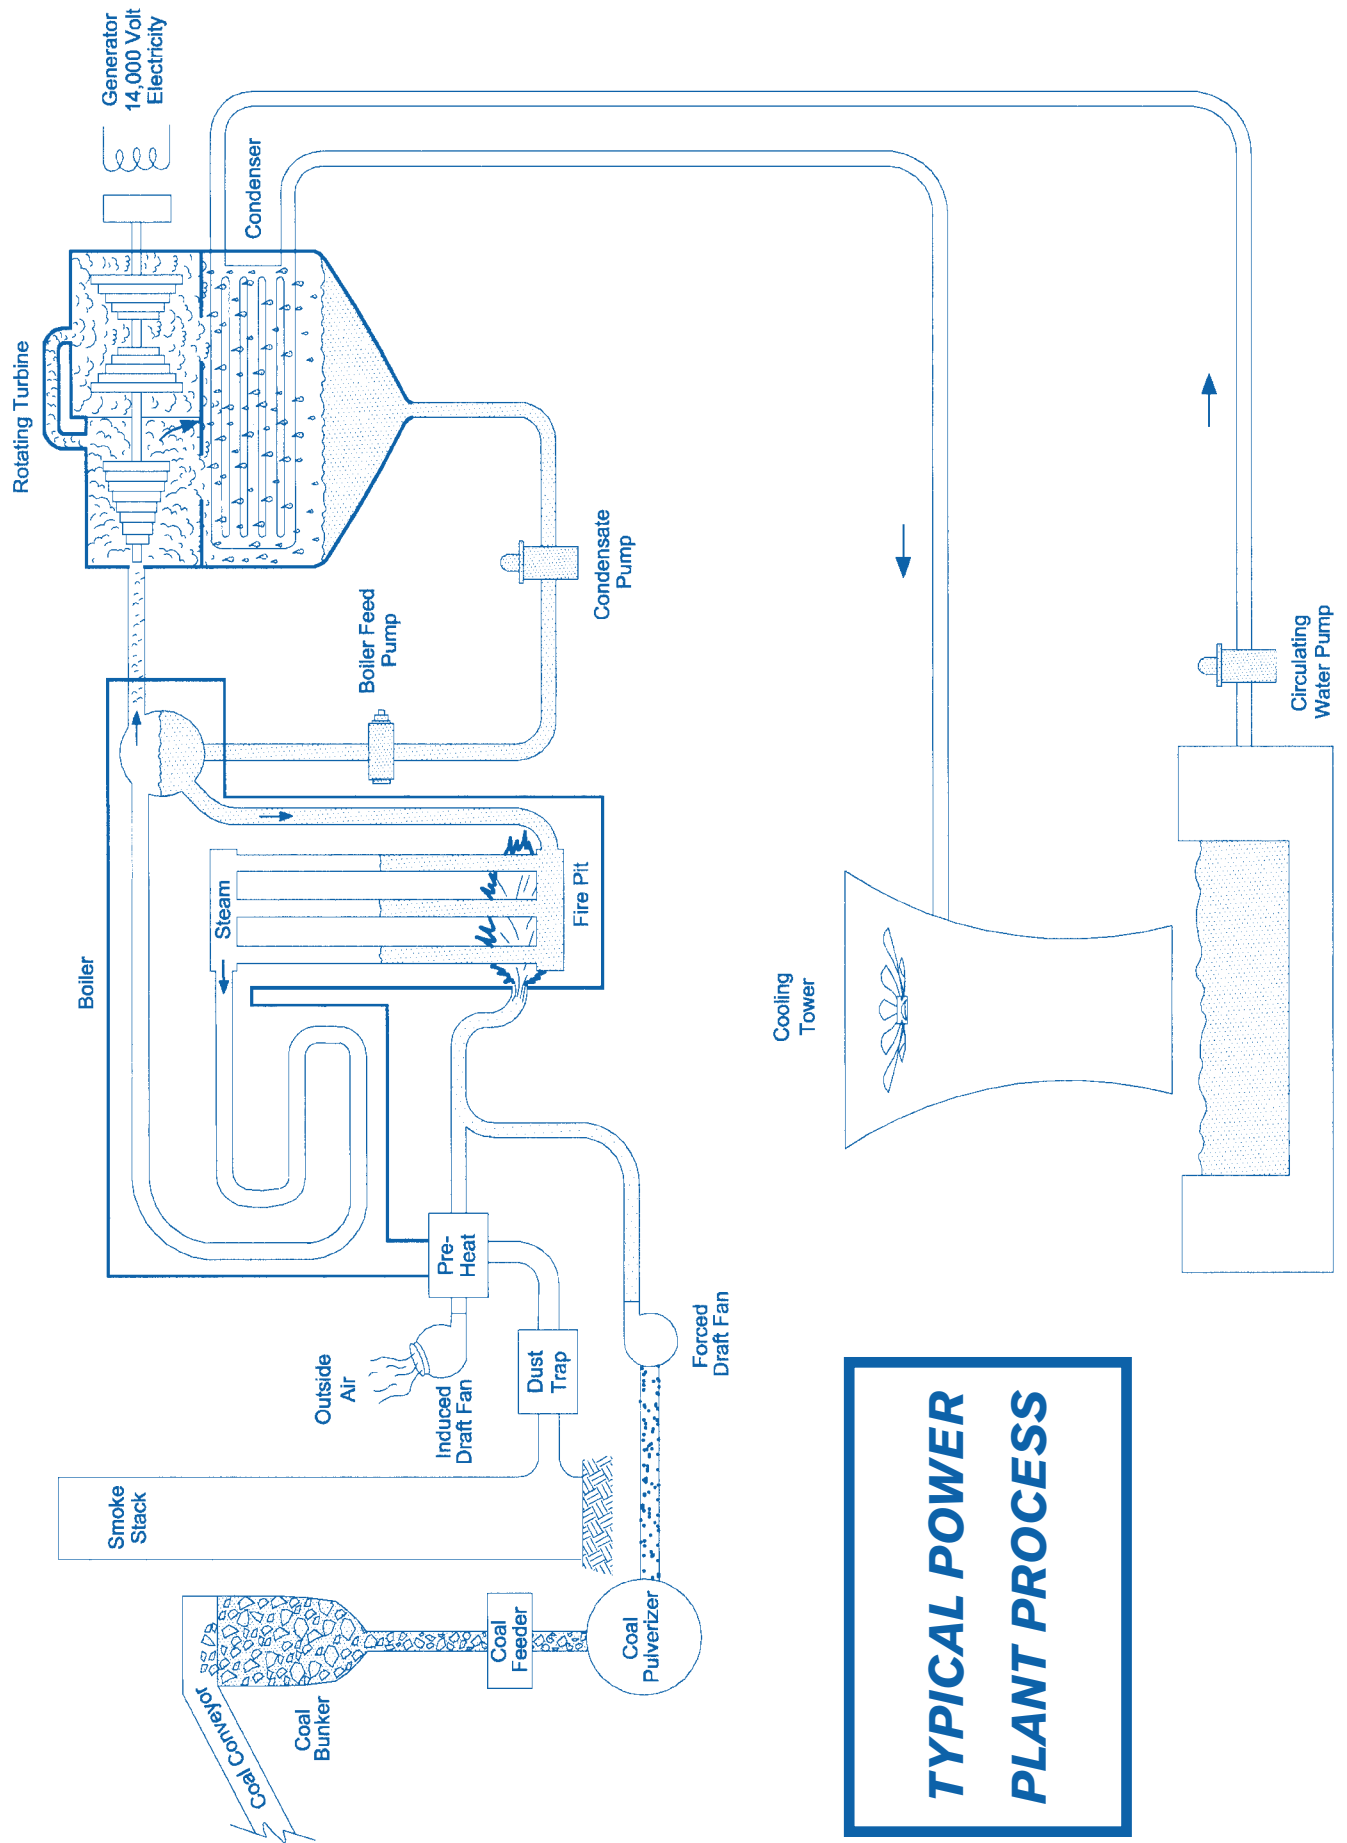 Coal Conveyor
Coal
Bunker
Coal
Feeder
Coal
Pulverizer
Smoke
Stack
Outside
Air
Induced
Draft Fan
Dust
Trap
Forced
Draft Fan
Pre-
Heat
Boiler
Steam
Fire Pit
Boiler Feed
Pump
Condensate
Pump
Rotating Turbine
Condenser
Generator
14,000 Volt
Electricity
Cooling
Tower
Circulating
Water Pump
TYPICAL POWER
PLANT PROCESS